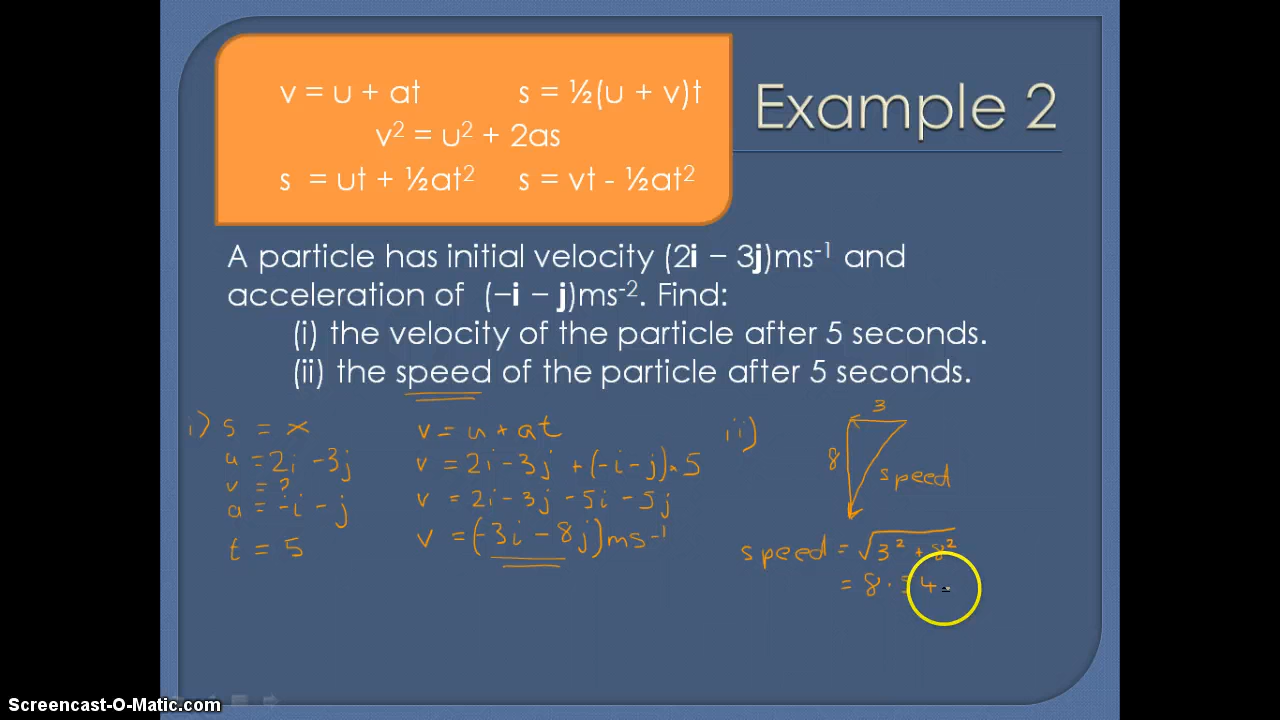 v = u + at s = ½(u + v)t
v² = u² + 2as
s = ut + ½at² s = vt - ½at²
Example 2
A particle has initial velocity (2i − 3j)ms⁻¹ and
acceleration of (−i − j)ms⁻². Find:
(i) the velocity of the particle after 5 seconds.
(ii) the speed of the particle after 5 seconds.
i) s = x
u = 2i - 3j
v = ?
a = -i - j
t = 5
v = u + at
v = 2i - 3j + (-i - j) × 5
v = 2i - 3j - 5i - 5j
v = (-3i - 8j) ms⁻¹
ii)
3
8
speed
speed = √3² + 8²
= 8.54
Screencast-O-Matic.com